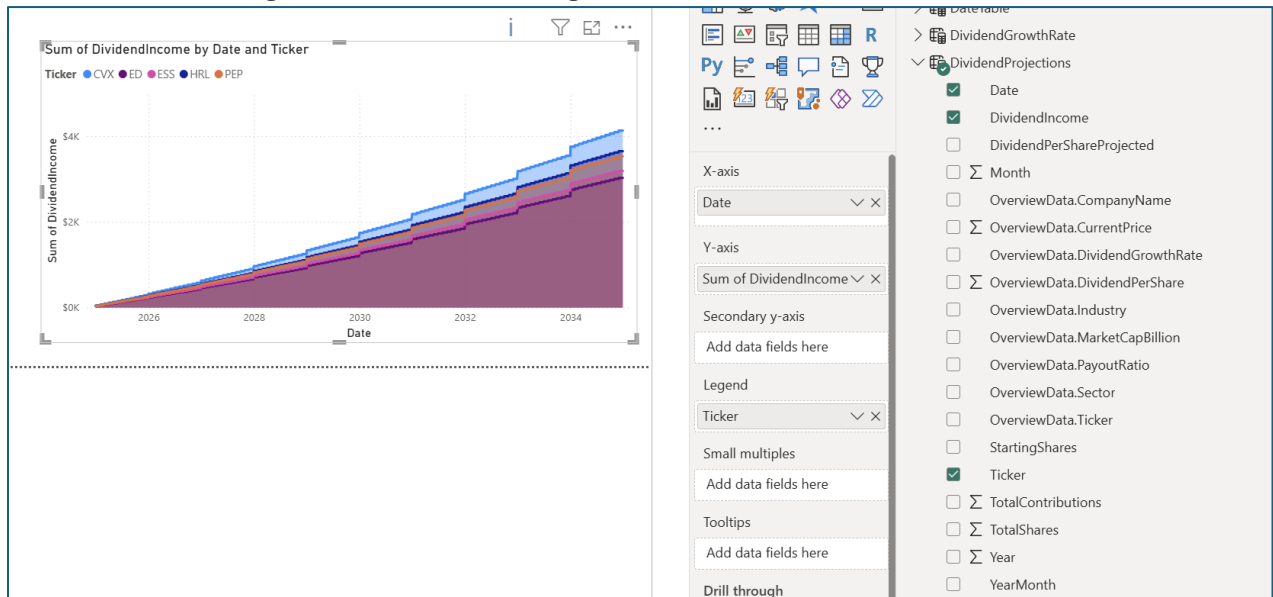 Sum of DividendIncome by Date and Ticker
Ticker CVX ED ESS HRL PEP
Sum of DividendIncome
$4K
$2K
$0K
2026 2028 2030 2032 2034
Date
R
Py
123
...
X-axis
Date
Y-axis
Sum of DividendIncome
Secondary y-axis
Add data fields here
Legend
Ticker
Small multiples
Add data fields here
Tooltips
Add data fields here
Drill through
DateTable
DividendGrowthRate
DividendProjections
Date
DividendIncome
DividendPerShareProjected
Σ Month
OverviewData.CompanyName
Σ OverviewData.CurrentPrice
OverviewData.DividendGrowthRate
Σ OverviewData.DividendPerShare
OverviewData.Industry
OverviewData.MarketCapBillion
OverviewData.PayoutRatio
OverviewData.Sector
OverviewData.Ticker
StartingShares
Ticker
Σ TotalContributions
Σ TotalShares
Σ Year
YearMonth